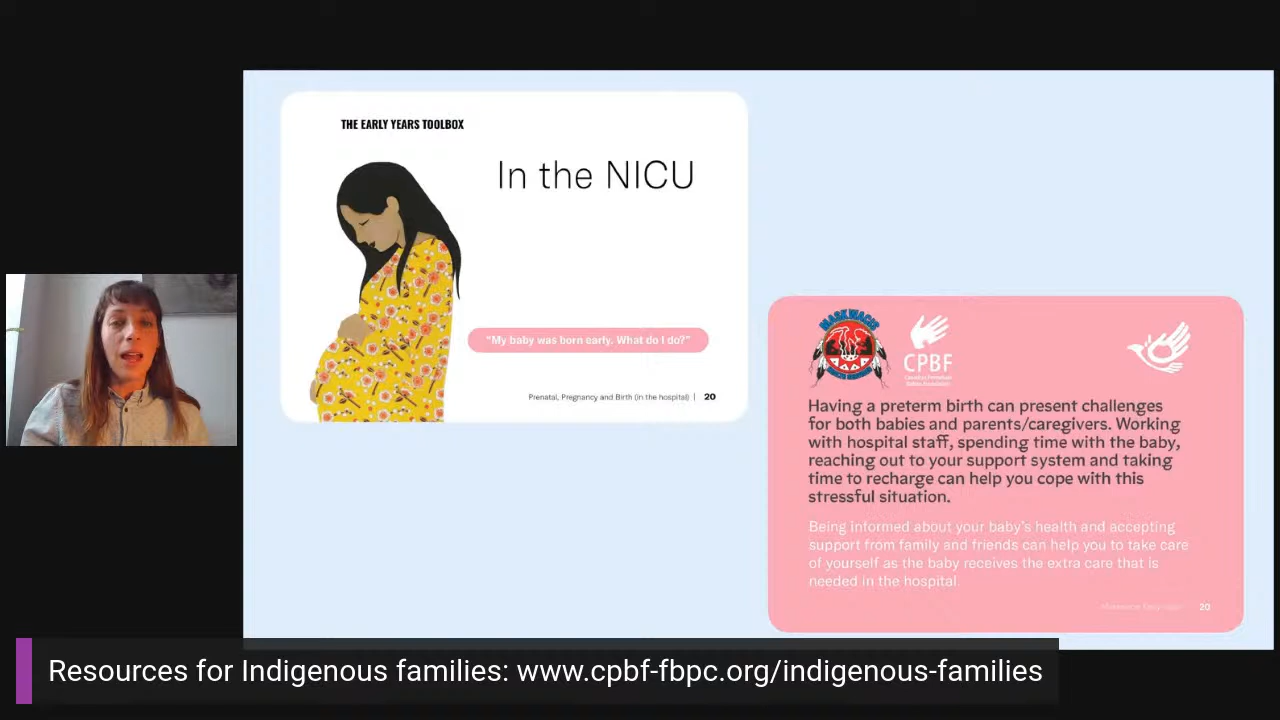 THE EARLY YEARS TOOLBOX
In the NICU
"My baby was born early. What do I do?"
Prenatal, Pregnancy and Birth (in the hospital) | 20
MASKWACIS
CPBF
Having a preterm birth can present challenges
for both babies and parents/caregivers. Working
with hospital staff, spending time with the baby,
reaching out to your support system and taking
time to recharge can help you cope with this
stressful situation.
Being informed about your baby's health and accepting
support from family and friends can help you to take care
of yourself as the baby receives the extra care that is
needed in the hospital.
20
Resources for Indigenous families: www.cpbf-fbpc.org/indigenous-families